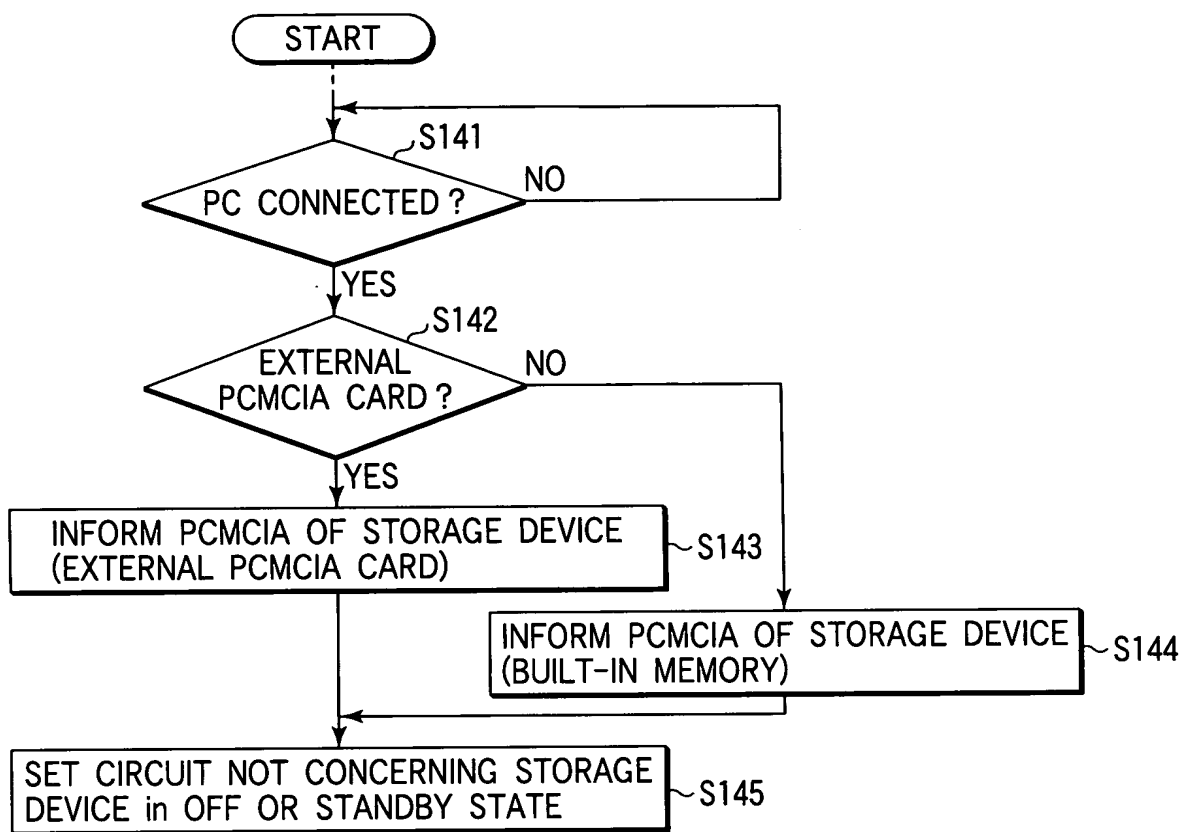 START
S141
PC CONNECTED?
NO
YES
S142
EXTERNAL
PCMCIA CARD?
NO
YES
INFORM PCMCIA OF STORAGE DEVICE
(EXTERNAL PCMCIA CARD)
S143
INFORM PCMCIA OF STORAGE DEVICE
(BUILT-IN MEMORY)
S144
SET CIRCUIT NOT CONCERNING STORAGE
DEVICE in OFF OR STANDBY STATE
S145